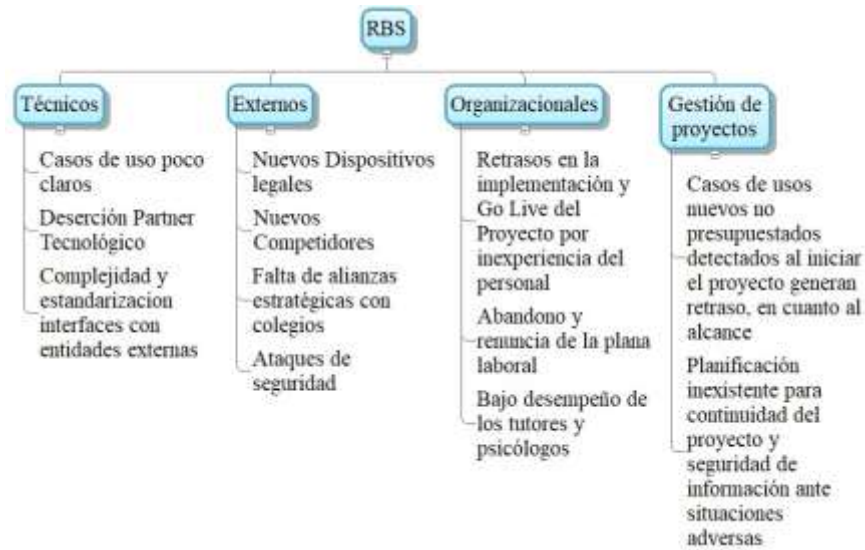 RBS
Técnicos
Casos de uso poco
claros
Deserción Partner
Tecnológico
Complejidad y
estandarizacion
interfaces con
entidades externas
Externos
Nuevos Dispositivos
legales
Nuevos
Competidores
Falta de alianzas
estratégicas con
colegios
Ataques de
seguridad
Organizacionales
Retrasos en la
implementación y
Go Live del
Proyecto por
inexperiencia del
personal
Abandono y
renuncia de la plana
laboral
Bajo desempeño de
los tutores y
psicólogos
Gestión de
proyectos
Casos de usos
nuevos no
presupuestados
detectados al iniciar
el proyecto generan
retraso, en cuanto al
alcance
Planificación
inexistente para
continuidad del
proyecto y
seguridad de
información ante
situaciones
adversas